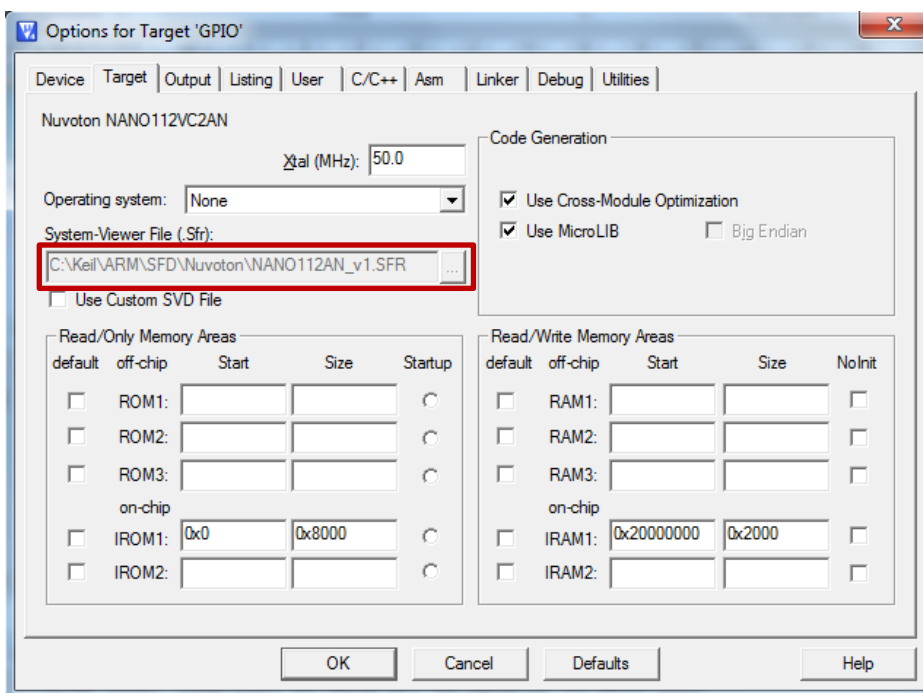 Options for Target 'GPIO'
Device Target Output Listing User C/C++ Asm Linker Debug Utilities
Nuvoton NANO112VC2AN
Xtal (MHz): 50.0
Operating system: None
System-Viewer File (.Sfr):
C:\Keil\ARM\SFD\Nuvoton\NANO112AN_v1.SFR ...
Use Custom SVD File
Code Generation
Use Cross-Module Optimization
Use MicroLIB Big Endian
Read/Only Memory Areas
default off-chip Start Size Startup
ROM1:
ROM2:
ROM3:
on-chip
IROM1: 0x0 0x8000
IROM2:
Read/Write Memory Areas
default off-chip Start Size NoInit
RAM1:
RAM2:
RAM3:
on-chip
IRAM1: 0x20000000 0x2000
IRAM2:
OK Cancel Defaults Help